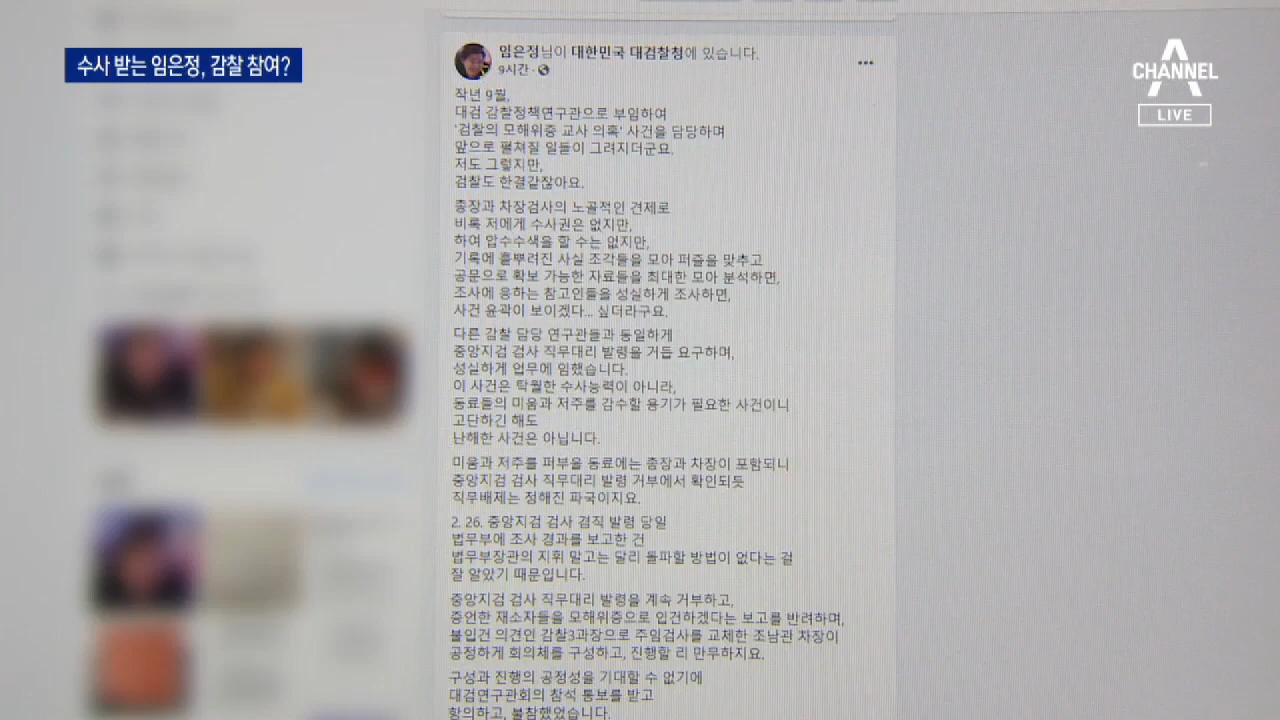 수사 받는 임은정, 감찰 참여?
CHANNEL
LIVE
임은정님이 대한민국 대검찰청에 있습니다.
9시간 ·
작년 9월,
대검 감찰정책연구관으로 부임하여
'검찰의 모해위증 교사 의혹' 사건을 담당하며
앞으로 펼쳐질 일들이 그려지더군요.
저도 그렇지만,
검찰도 한결같잖아요.
총장과 차장검사의 노골적인 견제로
비록 저에게 수사권은 없지만,
하여 압수수색을 할 수는 없지만,
기록에 흩뿌려진 사실 조각들을 모아 퍼즐을 맞추고
공문으로 확보 가능한 자료들을 최대한 모아 분석하면,
조사에 응하는 참고인들을 성실하게 조사하면,
사건 윤곽이 보이겠다... 싶더라구요.
다른 감찰 담당 연구관들과 동일하게
중앙지검 검사 직무대리 발령을 거듭 요구하며,
성실하게 업무에 임했습니다.
이 사건은 탁월한 수사능력이 아니라,
동료들의 미움과 저주를 감수할 용기가 필요한 사건이니
고단하긴 해도
난해한 사건은 아닙니다.
미움과 저주를 퍼부을 동료에는 총장과 차장이 포함되니
중앙지검 검사 직무대리 발령 거부에서 확인되듯
직무배제는 정해진 파국이지요.
2. 26. 중앙지검 검사 겸직 발령 당일
법무부에 조사 경과를 보고한 건
법무부장관의 지휘 말고는 달리 돌파할 방법이 없다는 걸
잘 알았기 때문입니다.
중앙지검 검사 직무대리 발령을 계속 거부하고,
증언한 재소자들을 모해위증으로 입건하겠다는 보고를 반려하며,
불입건 의견인 감찰3과장으로 주임검사를 교체한 조남관 차장이
공정하게 회의체를 구성하고, 진행할 리 만무하지요.
구성과 진행의 공정성을 기대할 수 없기에
대검연구관회의 참석 통보를 받고
항의하고, 불참했었습니다.